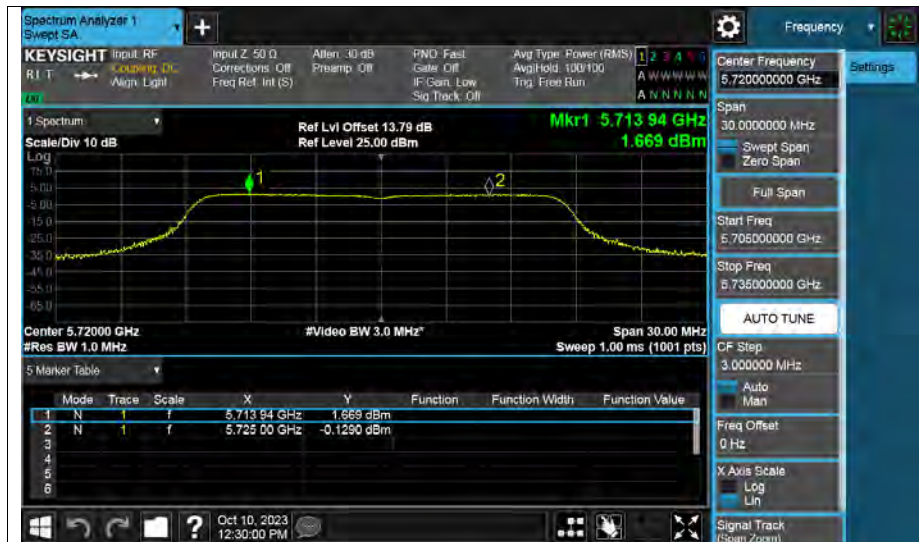 Spectrum Analyzer 1
Swept SA
+
Frequency
KEYSIGHT
Input: RF
Coupling: DC
Align: Light
Input Z: 50 Ω
Corrections: Off
Freq Ref: Int (S)
Atten: 30 dB
Preamp: Off
PNO: Fast
Gate: Off
IF Gain: Low
Sig Track: Off
Avg Type: Power (RMS)
Avg|Hold: 100/100
Trig: Free Run
1 2 3 4 5 6
A W W W W W
A N N N N N
R L T
Center Frequency
5.720000000 GHz
Settings
Span
30.0000000 MHz
Swept Span
Zero Span
Full Span
Start Freq
5.705000000 GHz
Stop Freq
5.735000000 GHz
AUTO TUNE
CF Step
3.000000 MHz
Auto
Man
Freq Offset
0 Hz
X Axis Scale
Log
Lin
Signal Track
(Span Zoom)
1 Spectrum
Scale/Div 10 dB
Ref Lvl Offset 13.79 dB
Ref Level 25.00 dBm
Mkr1 5.713 94 GHz
1.669 dBm
Log
15.0
5.00
-5.00
-15.0
-25.0
-35.0
-45.0
-55.0
-65.0
1
2
Center 5.72000 GHz
#Res BW 1.0 MHz
#Video BW 3.0 MHz*
Span 30.00 MHz
Sweep 1.00 ms (1001 pts)
5 Marker Table
Mode Trace Scale X Y Function Function Width Function Value
1 N 1 f 5.713 94 GHz 1.669 dBm
2 N 1 f 5.725 00 GHz -0.1290 dBm
3
4
5
6
?
Oct 10, 2023
12:30:00 PM